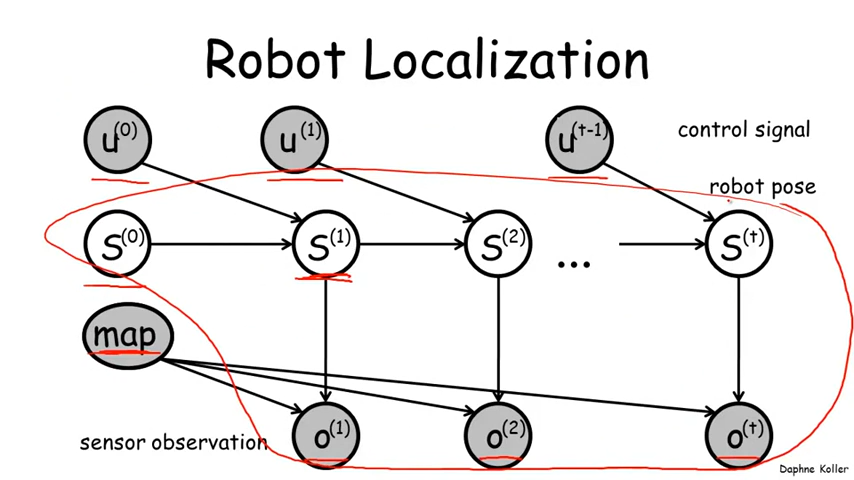 Robot Localization
u(0) u(1) u(t-1) control signal
robot pose
S(0) S(1) S(2) ... S(t)
map
sensor observation o(1) o(2) o(t)
Daphne Koller